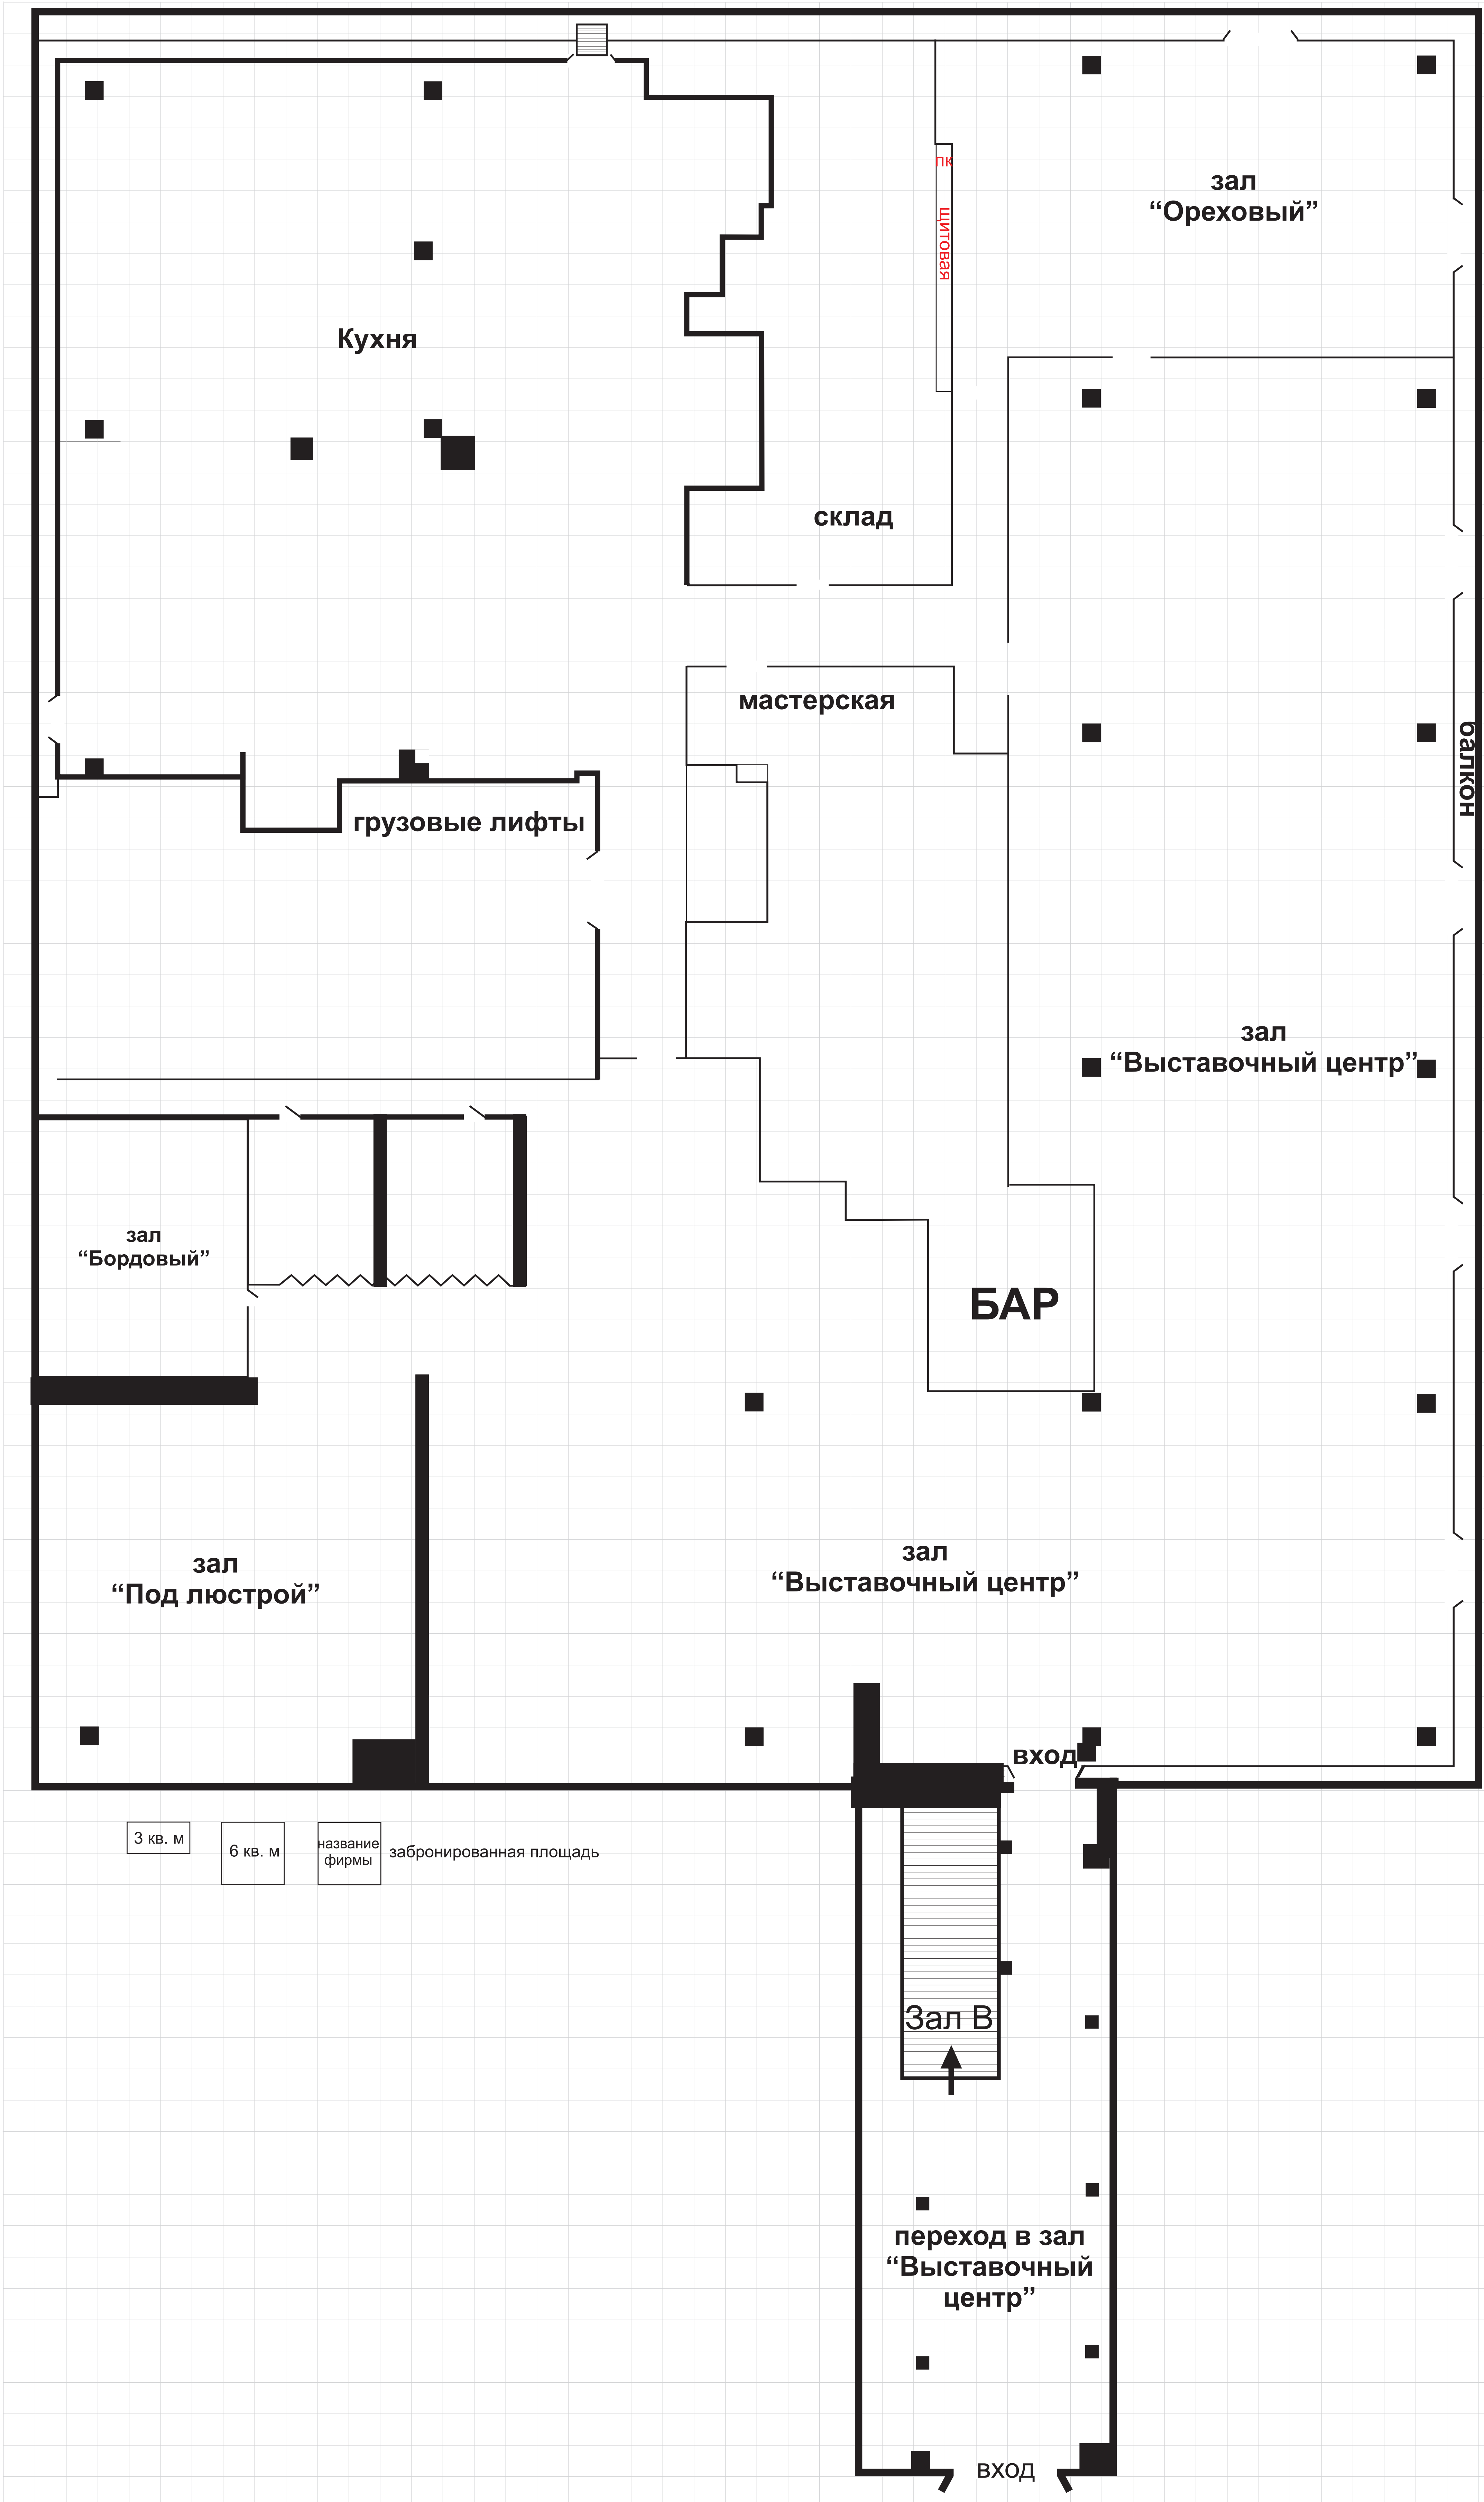 пк
щитовая
зал
“Ореховый”
Кухня
склад
мастерская
балкон
грузовые лифты
зал
“Выставочный центр”
зал
“Бордовый”
БАР
зал
“Под люстрой”
зал
“Выставочный центр”
вход
3 кв. м
6 кв. м
название
фирмы
забронированная площадь
Зал В
переход в зал
“Выставочный
центр”
вход